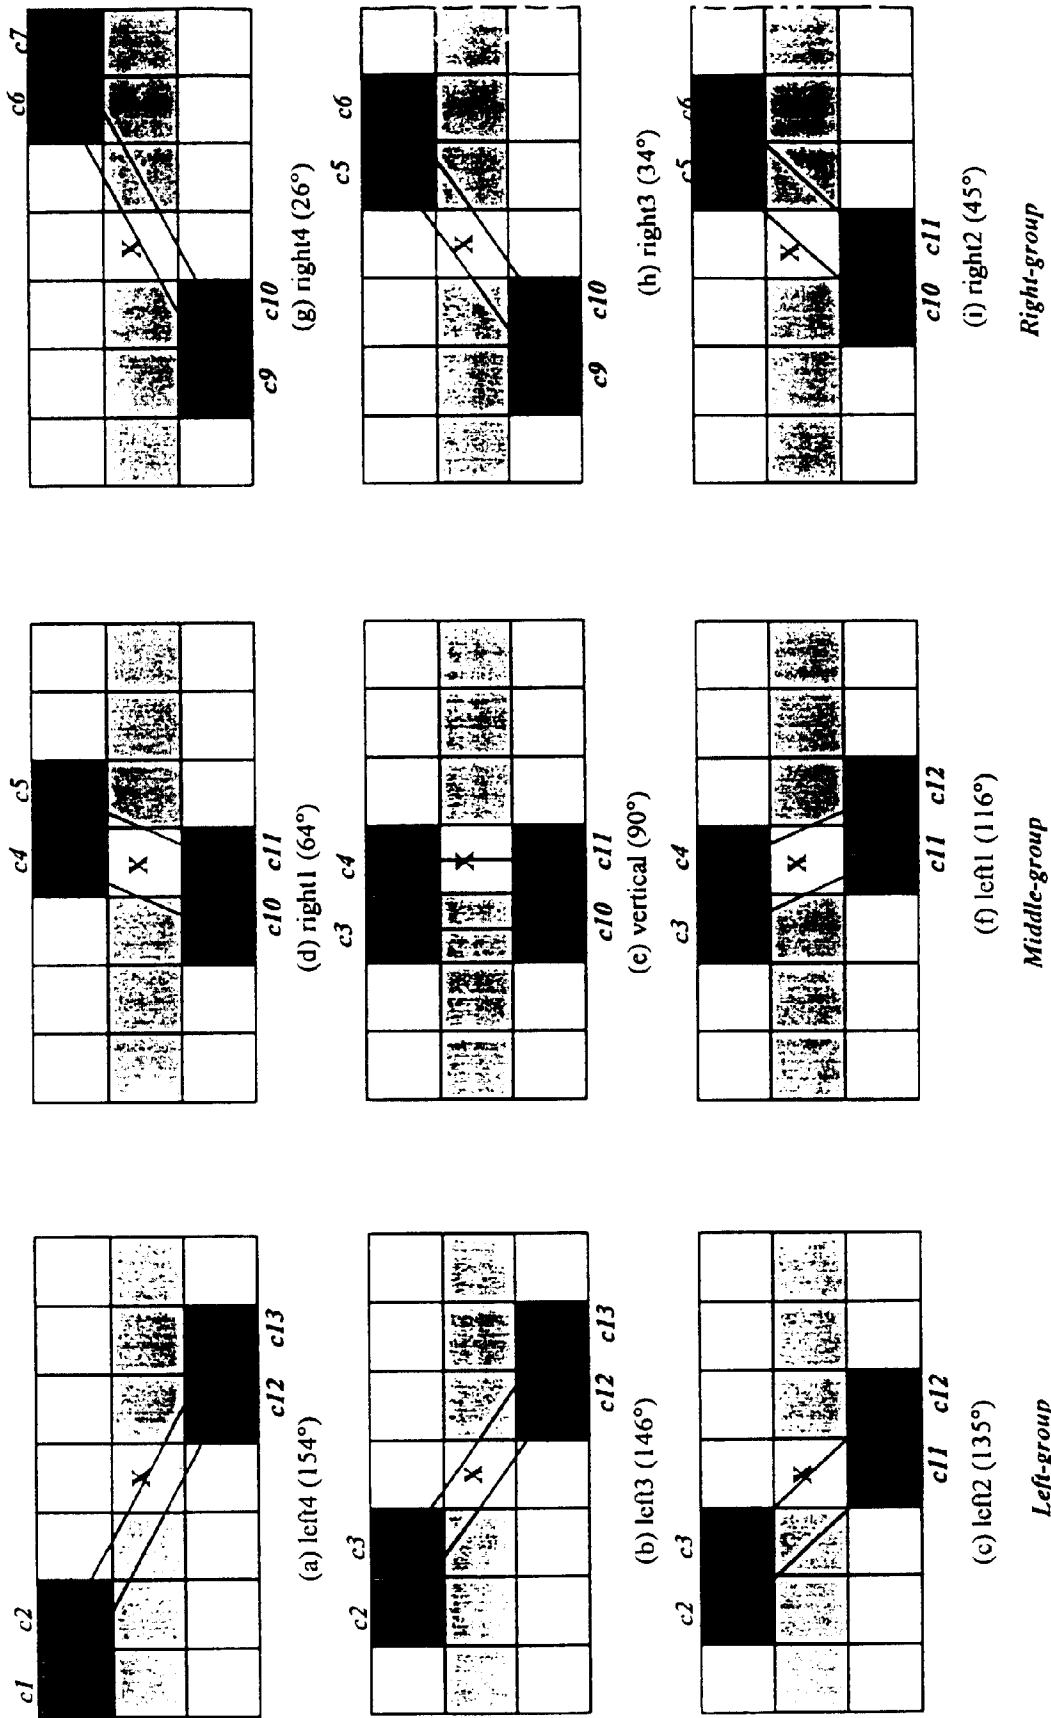 c1 c2
X
c12 c13
(a) left4 (154°)
c2 c3
X
c12 c13
(b) left3 (146°)
c2 c3
X
c11 c12
(c) left2 (135°)
Left-group
c4 c5
X
c10 c11
(d) right1 (64°)
c3 c4
X
c10 c11
(e) vertical (90°)
c3 c4
X
c11 c12
(f) left1 (116°)
Middle-group
c6 c7
X
c9 c10
(g) right4 (26°)
c5 c6
X
c9 c10
(h) right3 (34°)
c5 c6
X
c10 c11
(i) right2 (45°)
Right-group